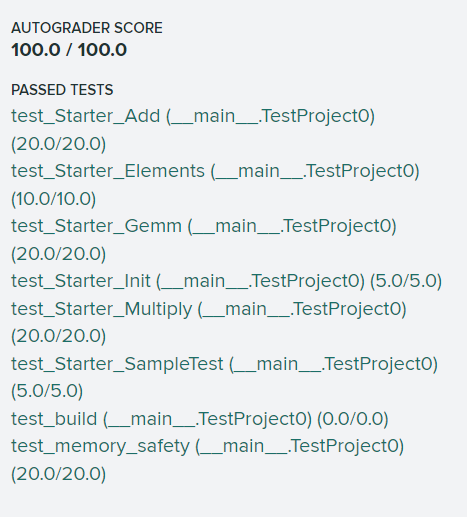 AUTOGRADER SCORE
100.0 / 100.0
PASSED TESTS
test_Starter_Add (__main__.TestProject0)
(20.0/20.0)
test_Starter_Elements (__main__.TestProject0)
(10.0/10.0)
test_Starter_Gemm (__main__.TestProject0)
(20.0/20.0)
test_Starter_Init (__main__.TestProject0) (5.0/5.0)
test_Starter_Multiply (__main__.TestProject0)
(20.0/20.0)
test_Starter_SampleTest (__main__.TestProject0)
(5.0/5.0)
test_build (__main__.TestProject0) (0.0/0.0)
test_memory_safety (__main__.TestProject0)
(20.0/20.0)